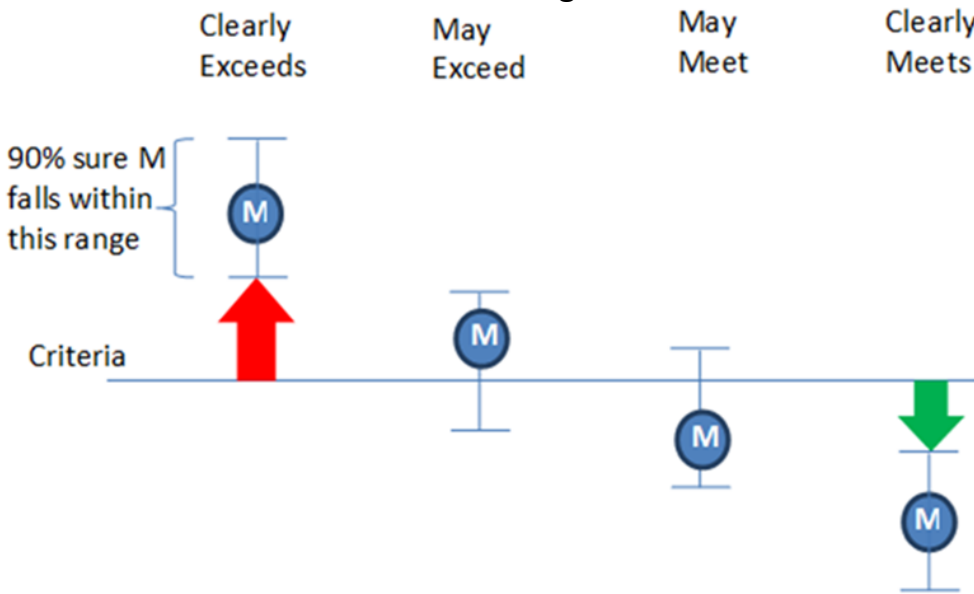 Clearly
Exceeds
May
Exceed
May
Meet
Clearly
Meets
90% sure M
falls within
this range
M
M
Criteria
M
M